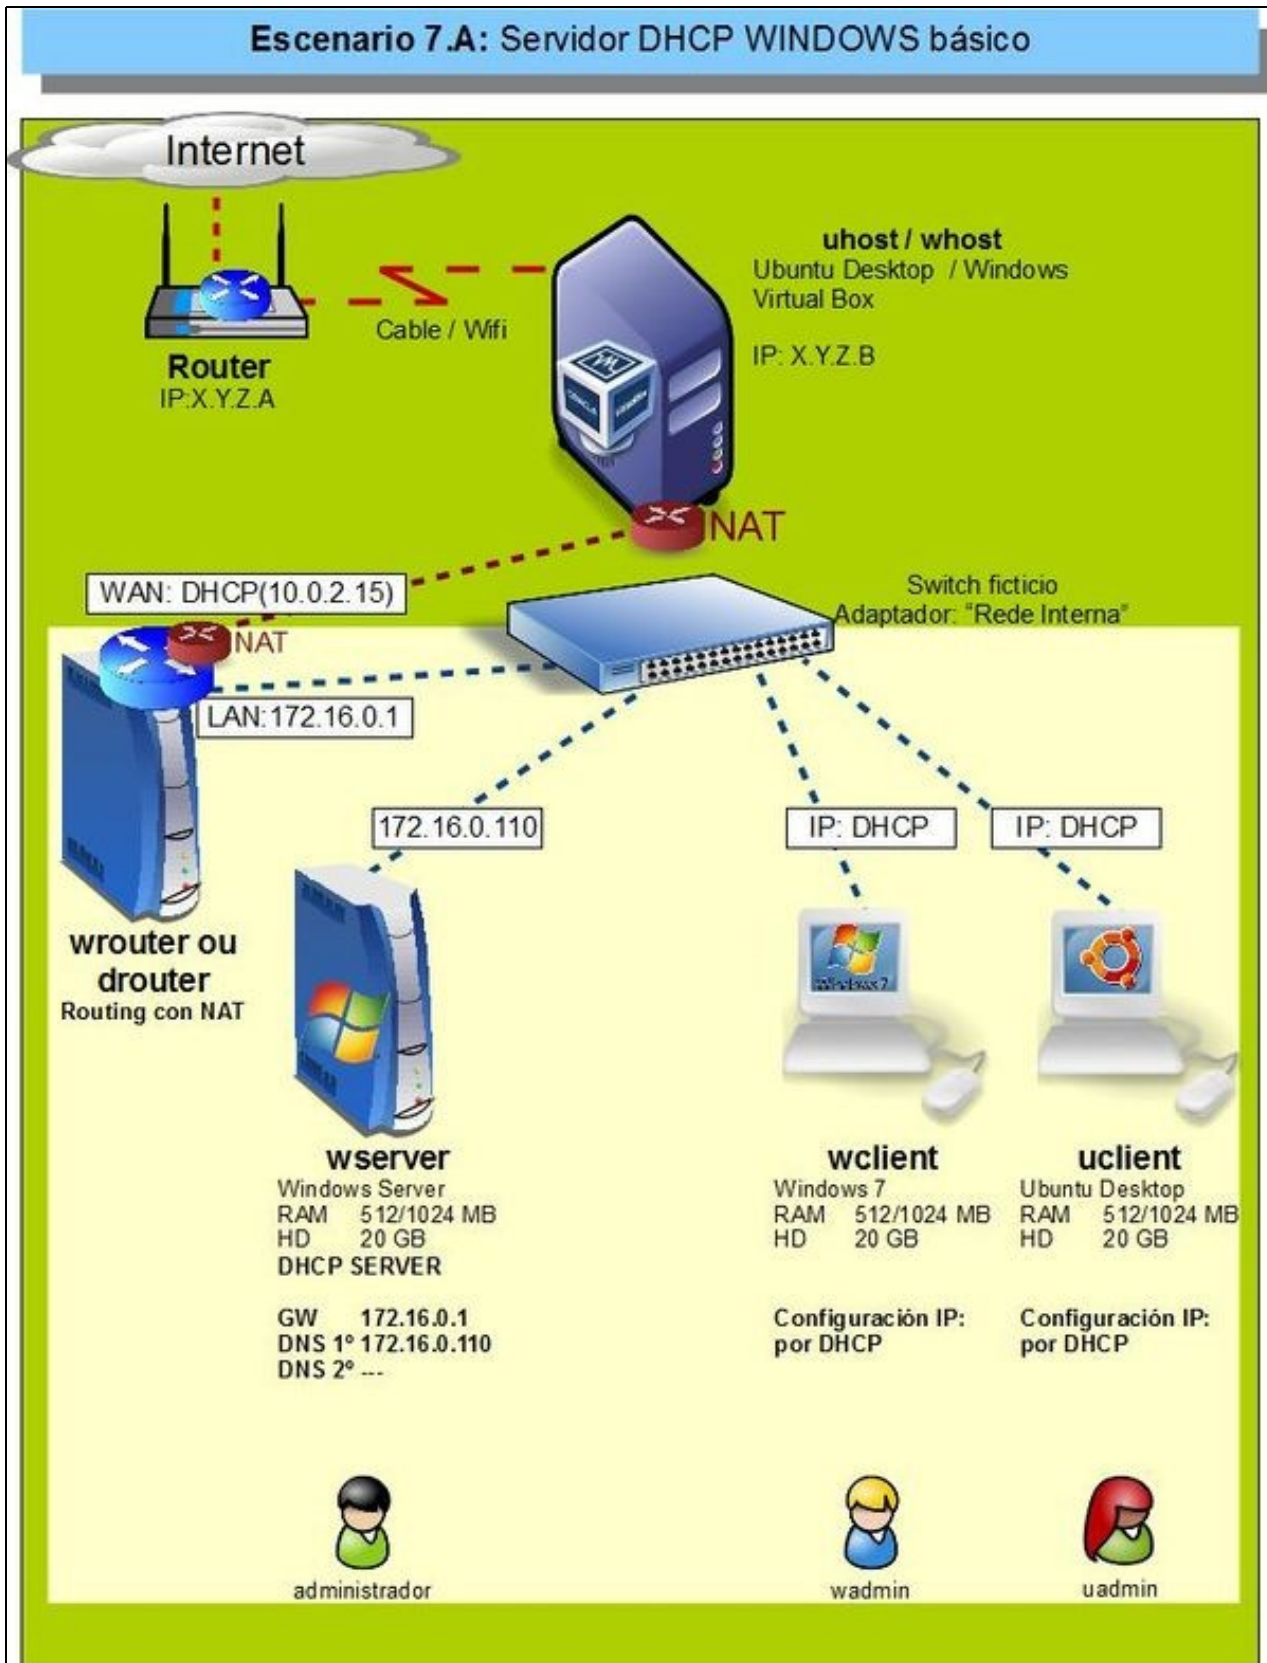 Escenario 7.A: Servidor DHCP WINDOWS básico
Internet
uhost / whost
Ubuntu Desktop / Windows
Virtual Box
IP: X.Y.Z.B
Cable / Wifi
Router
IP:X.Y.Z.A
NAT
WAN: DHCP(10.0.2.15)
Switch ficticio
Adaptador: "Rede Interna"
NAT
LAN:172.16.0.1
172.16.0.110
IP: DHCP
IP: DHCP
wrouter ou
drouter
Routing con NAT
Windows 7
wserver
Windows Server
RAM 512/1024 MB
HD 20 GB
DHCP SERVER
GW 172.16.0.1
DNS 1º 172.16.0.110
DNS 2º ---
wclient
Windows 7
RAM 512/1024 MB
HD 20 GB
Configuración IP:
por DHCP
uclient
Ubuntu Desktop
RAM 512/1024 MB
HD 20 GB
Configuración IP:
por DHCP
administrador
wadmin
uadmin